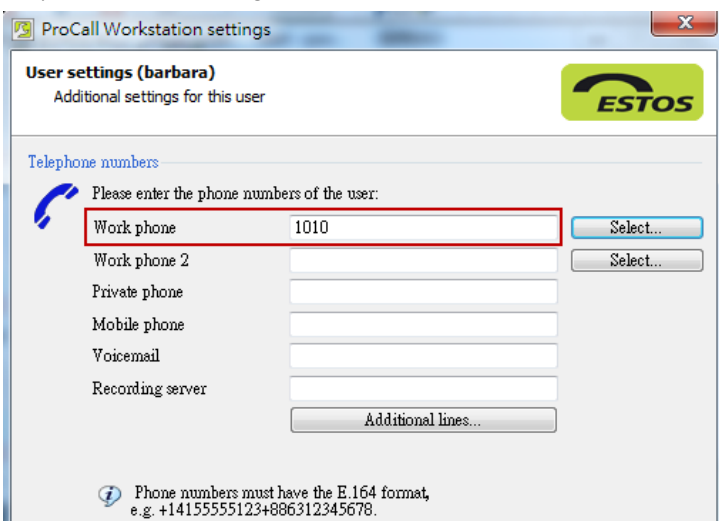 ProCall Workstation settings
User settings (barbara)
Additional settings for this user
ESTOS
Telephone numbers
Please enter the phone numbers of the user:
Work phone 1010 Select...
Work phone 2 Select...
Private phone
Mobile phone
Voicemail
Recording server
Additional lines...
Phone numbers must have the E.164 format,
e.g. +14155555123+886312345678.